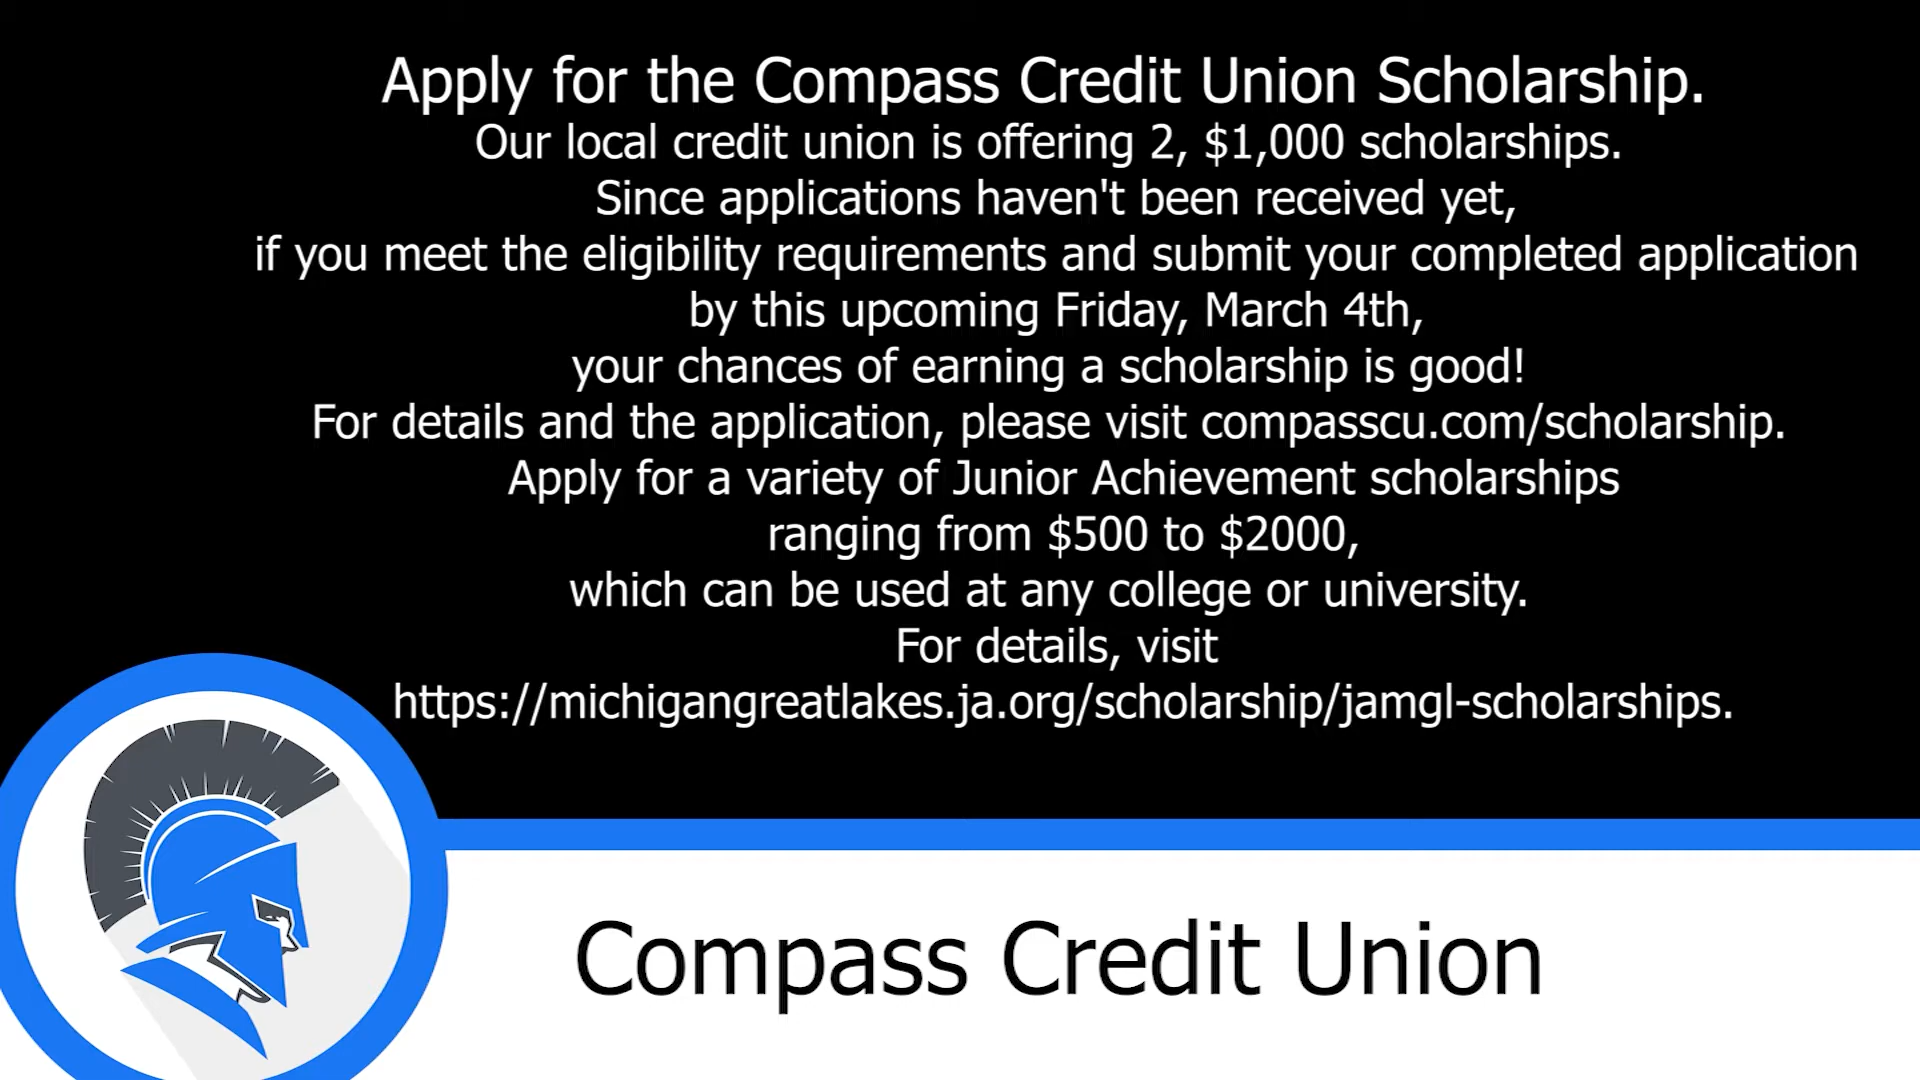 Apply for the Compass Credit Union Scholarship.
Our local credit union is offering 2, $1,000 scholarships.
Since applications haven't been received yet,
if you meet the eligibility requirements and submit your completed application
by this upcoming Friday, March 4th,
your chances of earning a scholarship is good!
For details and the application, please visit compasscu.com/scholarship.
Apply for a variety of Junior Achievement scholarships
ranging from $500 to $2000,
which can be used at any college or university.
For details, visit
https://michigangreatlakes.ja.org/scholarship/jamgl-scholarships.
Compass Credit Union